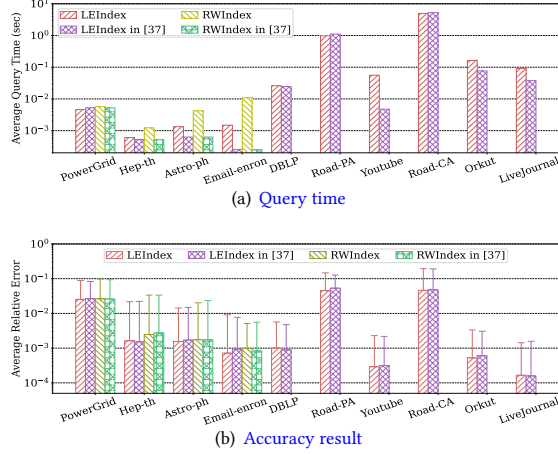 Average Query Time (sec)
10^1
10^0
10^-1
10^-2
10^-3
LEIndex
RWIndex
LEIndex in [37]
RWIndex in [37]
PowerGrid
Hep-th
Astro-ph
Email-enron
DBLP
Road-PA
Youtube
Road-CA
Orkut
LiveJournal
(a) Query time
Average Relative Error
10^0
10^-1
10^-2
10^-3
10^-4
LEIndex
LEIndex in [37]
RWIndex
RWIndex in [37]
PowerGrid
Hep-th
Astro-ph
Email-enron
DBLP
Road-PA
Youtube
Road-CA
Orkut
LiveJournal
(b) Accuracy result